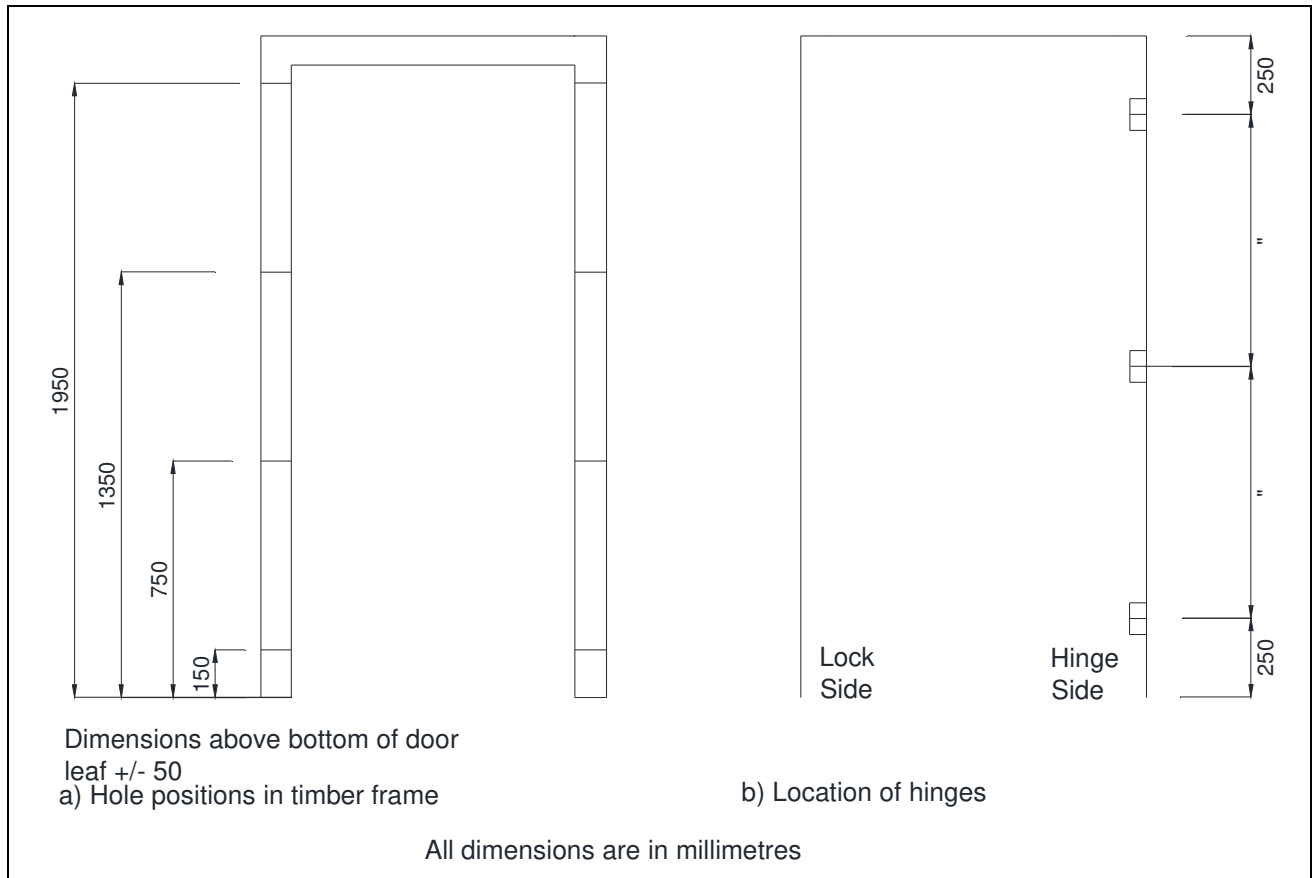 1950
1350
750
150
250
"
"
250
Lock
Side
Hinge
Side
Dimensions above bottom of door
leaf +/- 50
a) Hole positions in timber frame
b) Location of hinges
All dimensions are in millimetres